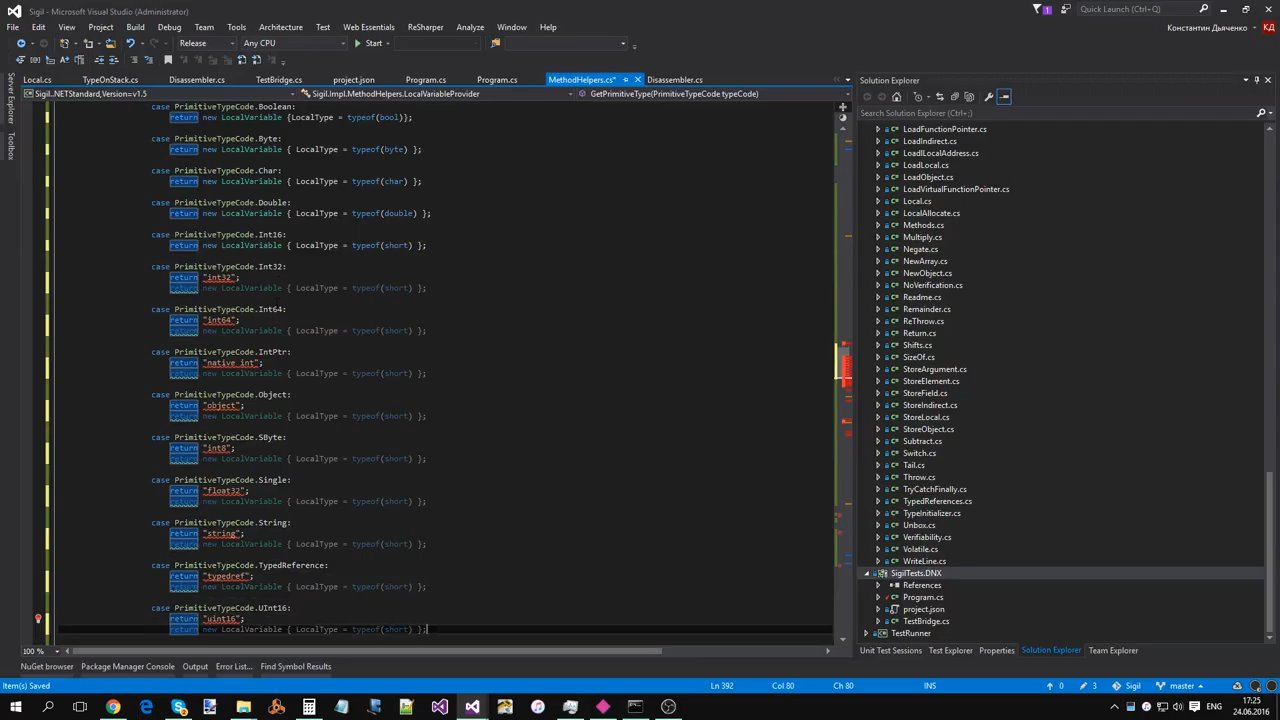 Sigil - Microsoft Visual Studio (Administrator)
1
Quick Launch (Ctrl+;)
File Edit View Project Build Debug Team Tools Test Web Essentials ReSharper Analyze Window Help
Константин Дьяченко КД
Release Any CPU Start
Local.cs TypeOnStack.cs Disassembler.cs TestBridge.cs project.json Program.cs Program.cs MethodHelpers.cs* Disassembler.cs
Sigil..NETStandard,Version=v1.5 Sigil.Impl.MethodHelpers.LocalVariableProvider GetPrimitiveType(PrimitiveTypeCode typeCode)
Server Explorer
Toolbox
case PrimitiveTypeCode.Boolean:
return new LocalVariable {LocalType = typeof(bool)};
case PrimitiveTypeCode.Byte:
return new LocalVariable { LocalType = typeof(byte) };
case PrimitiveTypeCode.Char:
return new LocalVariable { LocalType = typeof(char) };
case PrimitiveTypeCode.Double:
return new LocalVariable { LocalType = typeof(double) };
case PrimitiveTypeCode.Int16:
return new LocalVariable { LocalType = typeof(short) };
case PrimitiveTypeCode.Int32:
return "int32";
return new LocalVariable { LocalType = typeof(short) };
case PrimitiveTypeCode.Int64:
return "int64";
return new LocalVariable { LocalType = typeof(short) };
case PrimitiveTypeCode.IntPtr:
return "native int";
return new LocalVariable { LocalType = typeof(short) };
case PrimitiveTypeCode.Object:
return "object";
return new LocalVariable { LocalType = typeof(short) };
case PrimitiveTypeCode.SByte:
return "int8";
return new LocalVariable { LocalType = typeof(short) };
case PrimitiveTypeCode.Single:
return "float32";
return new LocalVariable { LocalType = typeof(short) };
case PrimitiveTypeCode.String:
return "string";
return new LocalVariable { LocalType = typeof(short) };
case PrimitiveTypeCode.TypedReference:
return "typedref";
return new LocalVariable { LocalType = typeof(short) };
case PrimitiveTypeCode.UInt16:
return "uint16";
return new LocalVariable { LocalType = typeof(short) };
100 %
Solution Explorer
Search Solution Explorer (Ctrl+;)
LoadFunctionPointer.cs
LoadIndirect.cs
LoadlLocalAddress.cs
LoadLocal.cs
LoadObject.cs
LoadVirtualFunctionPointer.cs
Local.cs
LocalAllocate.cs
Methods.cs
Multiply.cs
Negate.cs
NewArray.cs
NewObject.cs
NoVerification.cs
Readme.cs
Remainder.cs
ReThrow.cs
Return.cs
Shifts.cs
SizeOf.cs
StoreArgument.cs
StoreElement.cs
StoreField.cs
StoreIndirect.cs
StoreLocal.cs
StoreObject.cs
Subtract.cs
Switch.cs
Tail.cs
Throw.cs
TryCatchFinally.cs
TypedReferences.cs
TypeInitializer.cs
Unbox.cs
Verifiability.cs
Volatile.cs
WriteLine.cs
SigilTests.DNX
References
Program.cs
project.json
TestBridge.cs
TestRunner
Unit Test Sessions Test Explorer Properties Solution Explorer Team Explorer
NuGet browser Package Manager Console Output Error List... Find Symbol Results
Item(s) Saved Ln 392 Col 80 Ch 80 INS 0 3 Sigil master
ENG 17:25
24.06.2016